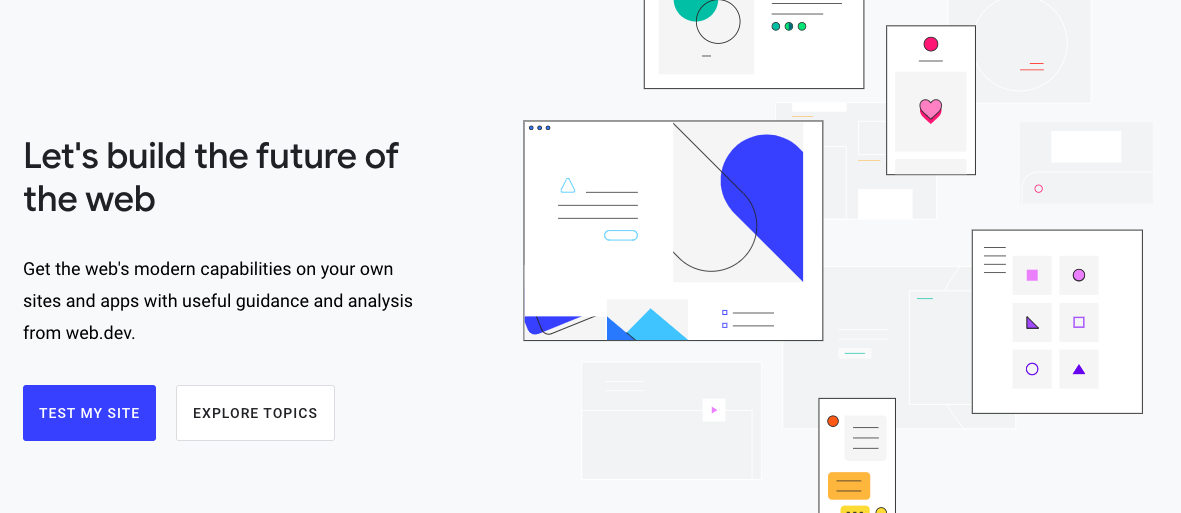 Let's build the future of
the web
Get the web's modern capabilities on your own
sites and apps with useful guidance and analysis
from web.dev.
TEST MY SITE
EXPLORE TOPICS